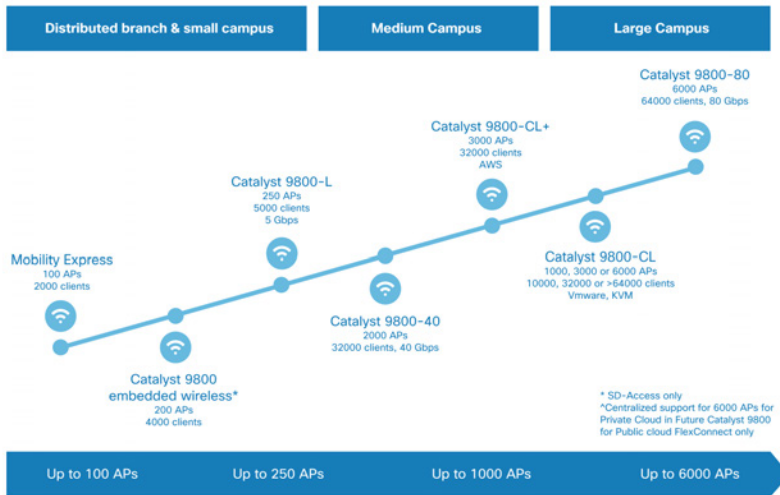 Distributed branch & small campus
Medium Campus
Large Campus
Catalyst 9800-80
6000 APs
64000 clients, 80 Gbps
Catalyst 9800-CL+
3000 APs
32000 clients
AWS
Catalyst 9800-L
250 APs
5000 clients
5 Gbps
Mobility Express
100 APs
2000 clients
Catalyst 9800-CL
1000, 3000 or 6000 APs
10000, 32000 or >64000 clients
Vmware, KVM
Catalyst 9800-40
2000 APs
32000 clients, 40 Gbps
Catalyst 9800
embedded wireless*
200 APs
4000 clients
* SD-Access only
^Centralized support for 6000 APs for
Private Cloud in Future Catalyst 9800
for Public cloud FlexConnect only
Up to 100 APs
Up to 250 APs
Up to 1000 APs
Up to 6000 APs